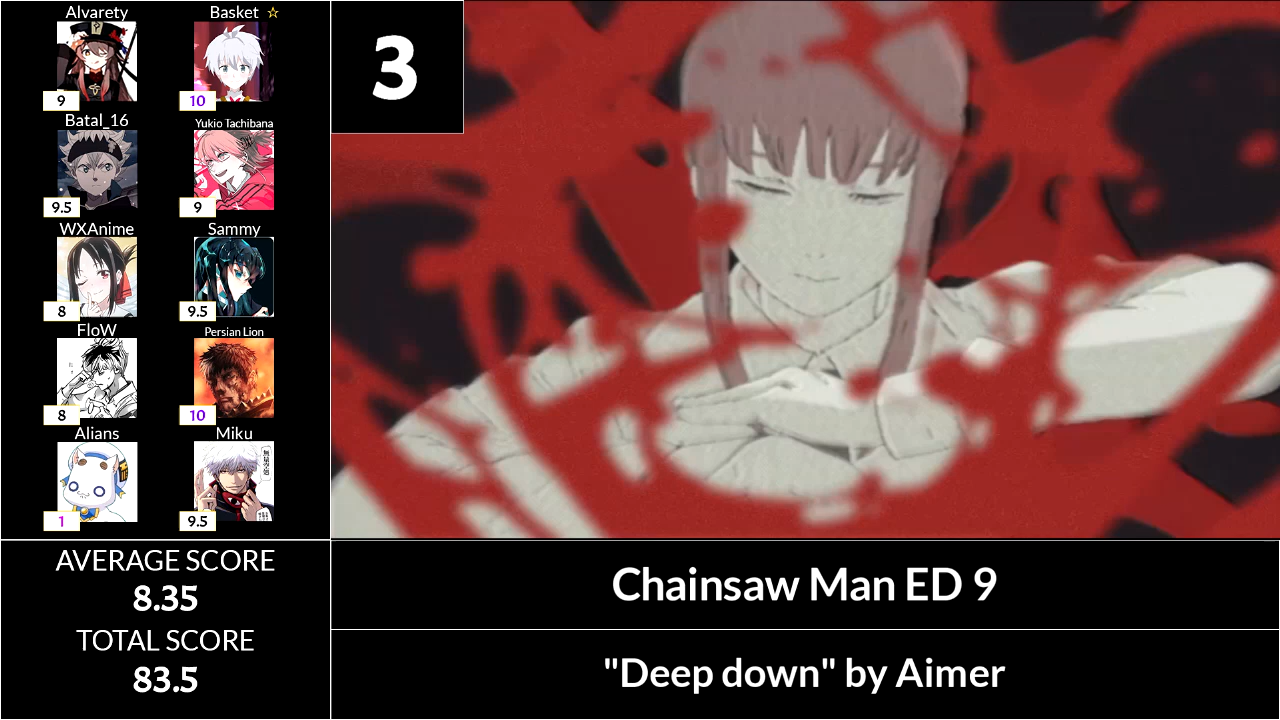 Alvarety
9
Basket ☆
10
Batal_16
9.5
Yukio Tachibana
9
WXAnime
8
Sammy
9.5
FloW
8
Persian Lion
10
Alians
1
Miku
9.5
AVERAGE SCORE
8.35
TOTAL SCORE
83.5
3
Chainsaw Man ED 9
"Deep down" by Aimer